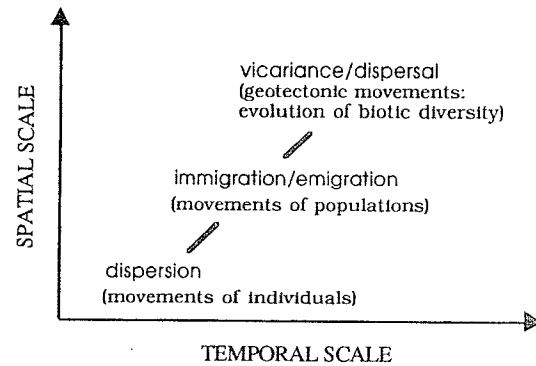 vicariance/dispersal
(geotectonic movements:
evolution of biotic diversity)
immigration/emigration
(movements of populations)
dispersion
(movements of individuals)
SPATIAL SCALE
TEMPORAL SCALE